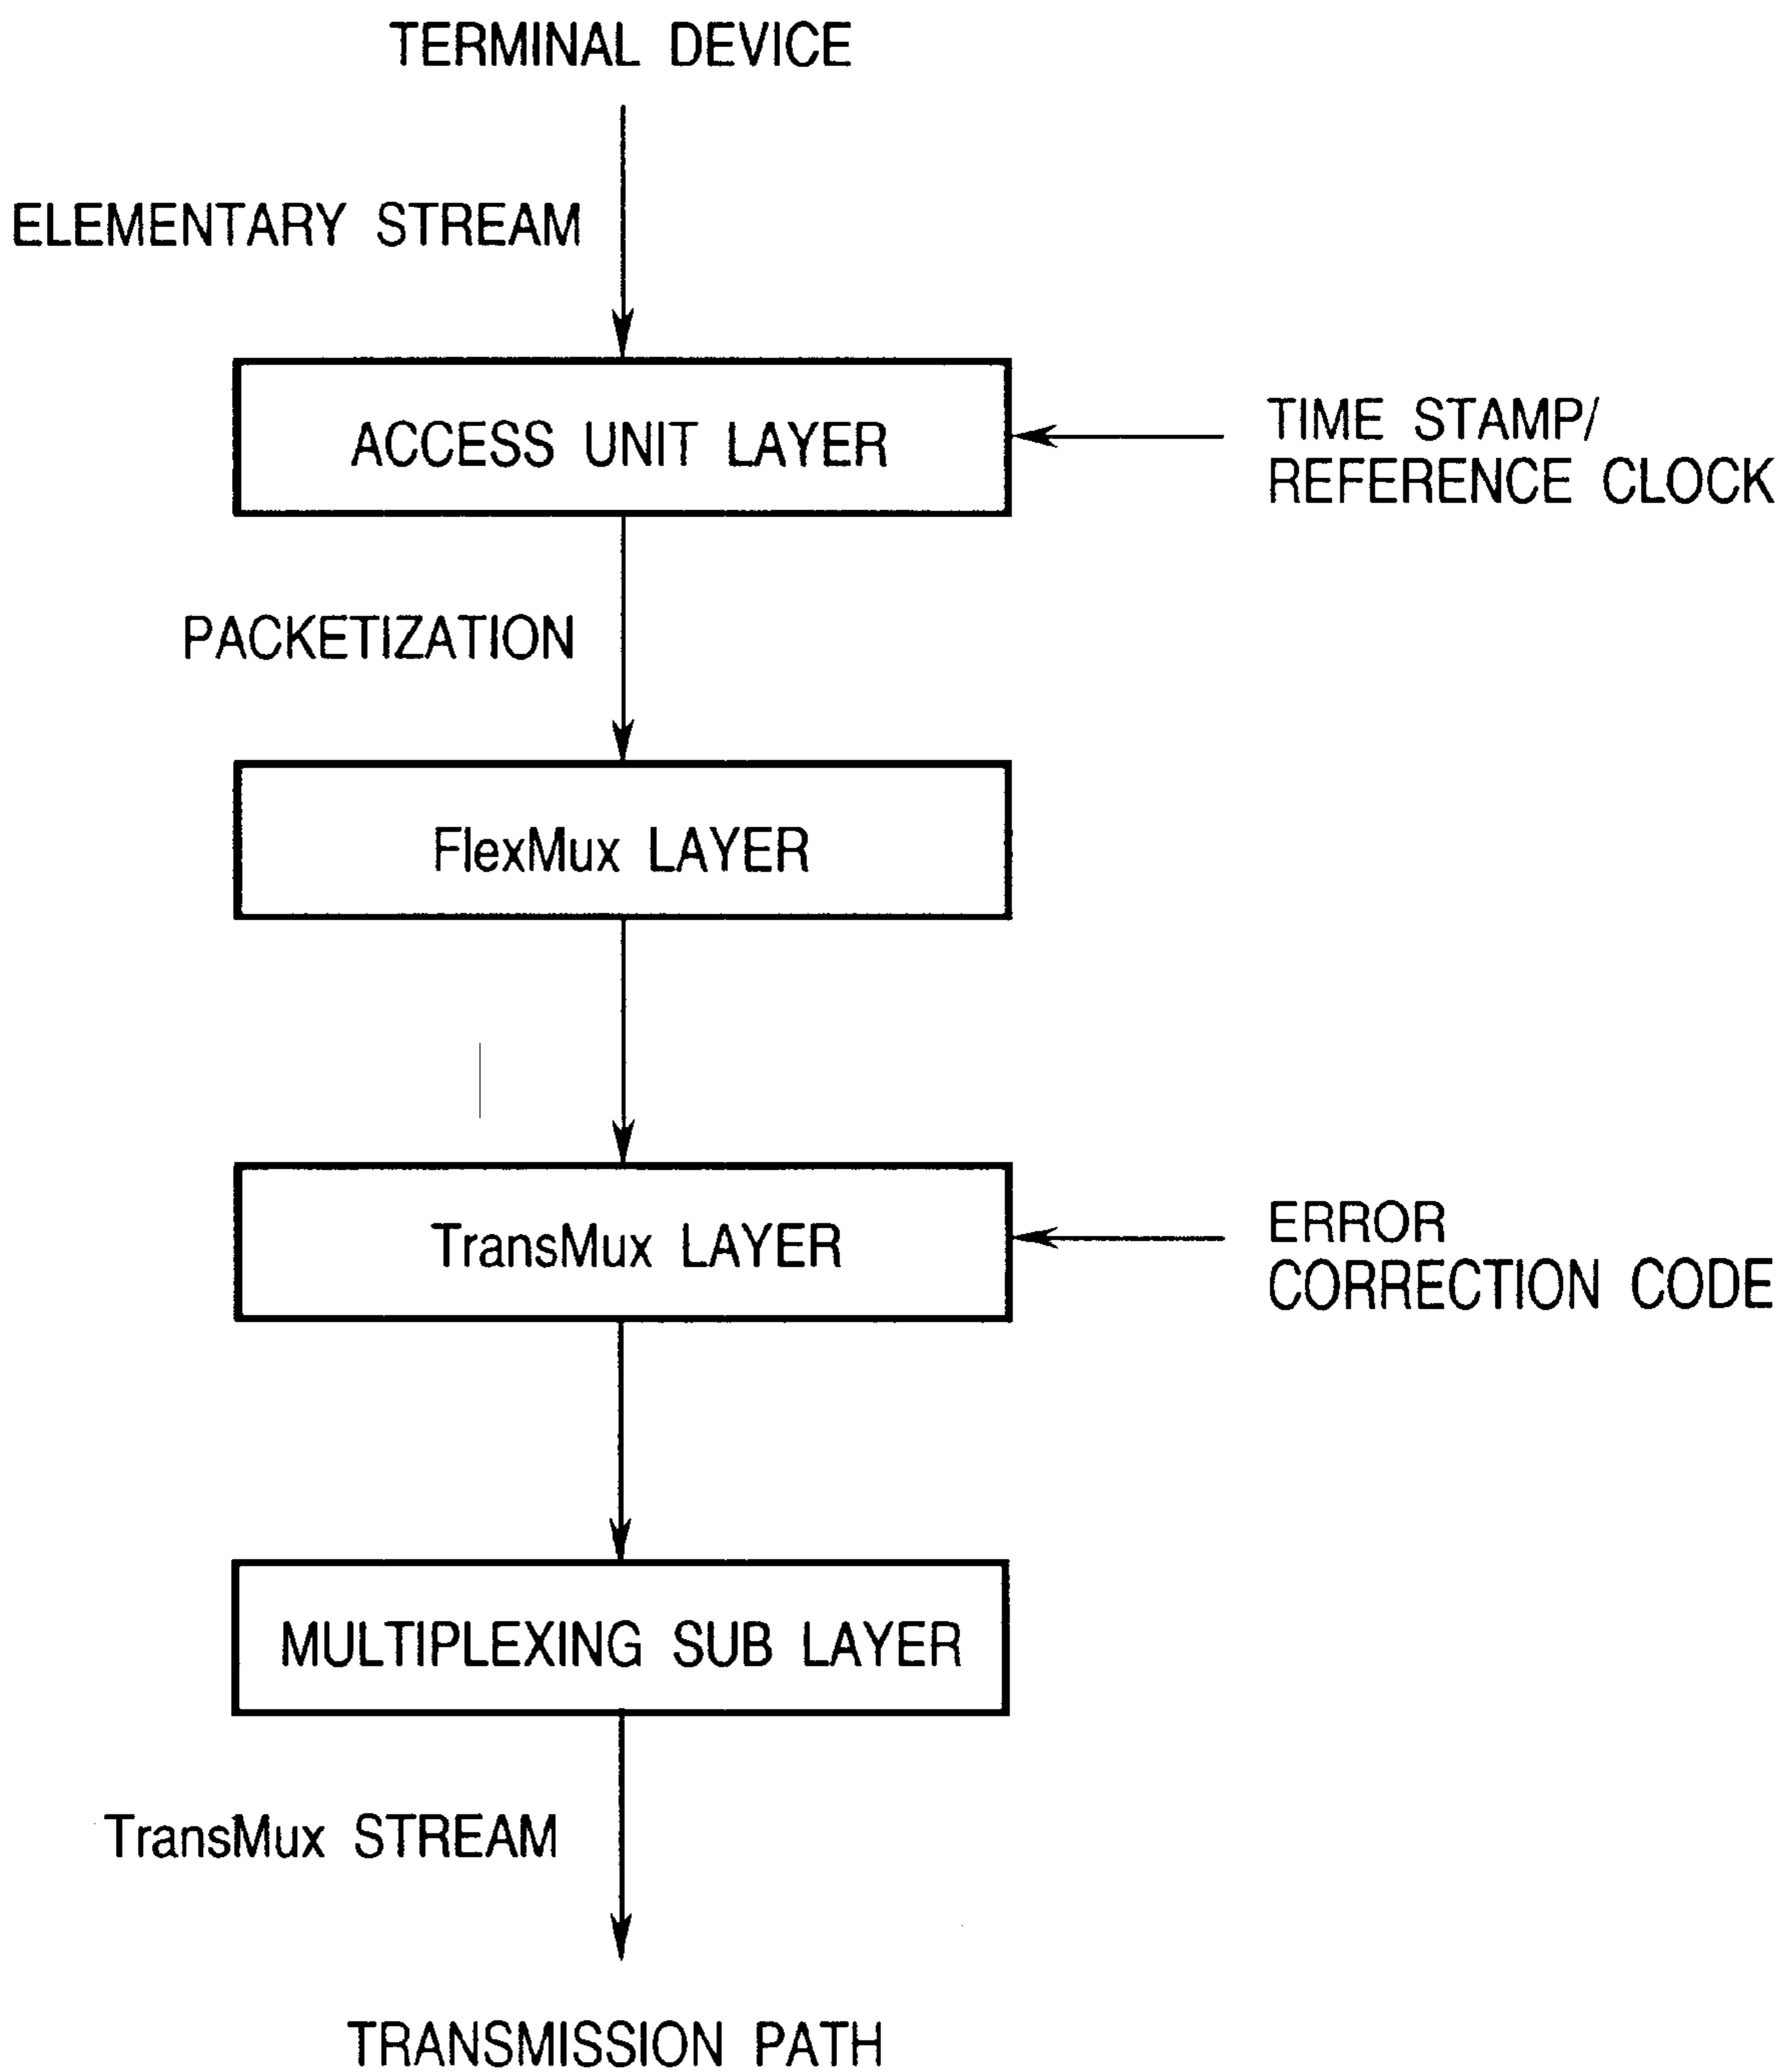 TERMINAL DEVICE
ELEMENTARY STREAM
ACCESS UNIT LAYER
TIME STAMP/
REFERENCE CLOCK
PACKETIZATION
FlexMux LAYER
TransMux LAYER
ERROR
CORRECTION CODE
MULTIPLEXING SUB LAYER
TransMux STREAM
TRANSMISSION PATH